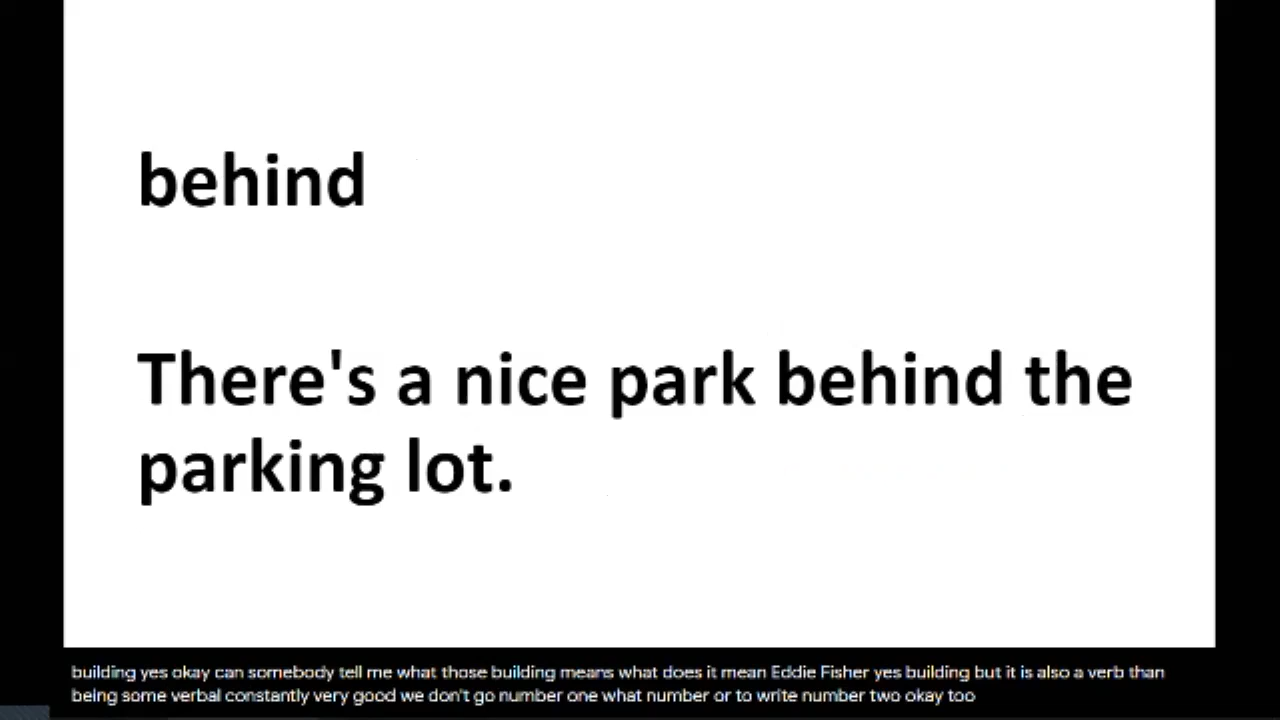 behind
There's a nice park behind the
parking lot.
building yes okay can somebody tell me what those building means what does it mean Eddie Fisher yes building but it is also a verb than
being some verbal constantly very good we don't go number one what number or to write number two okay too